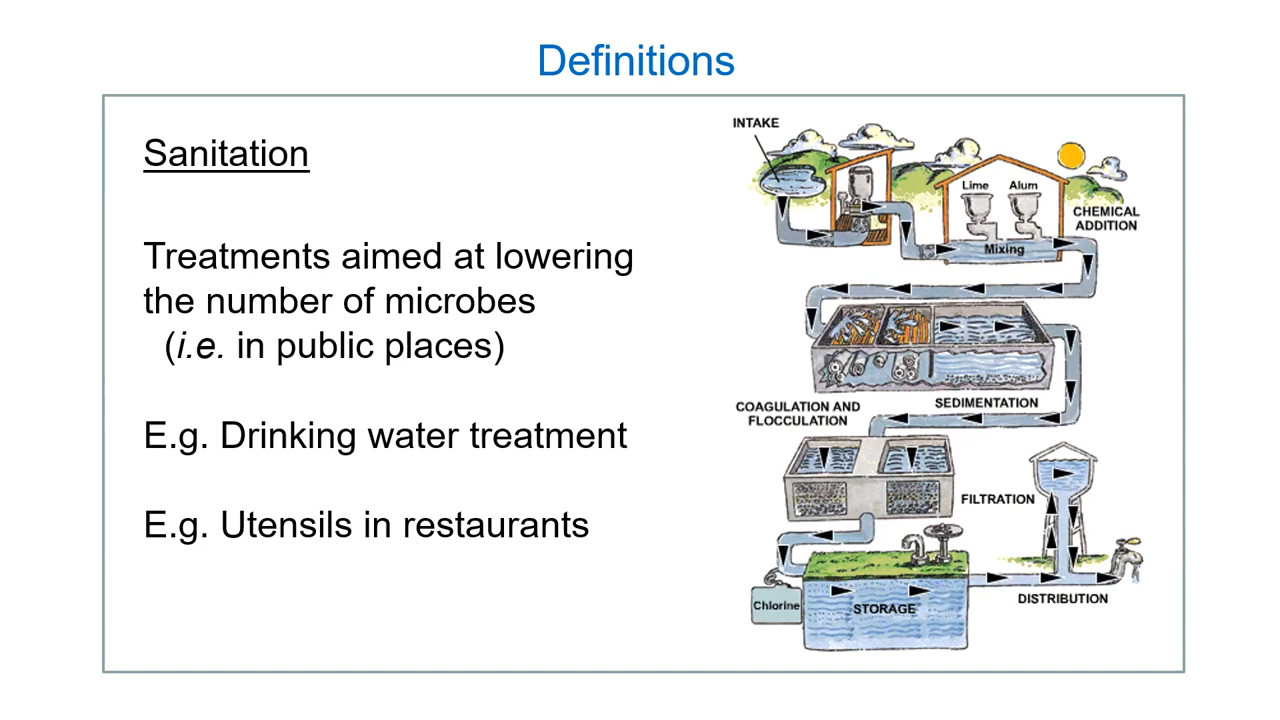 Definitions
Sanitation
Treatments aimed at lowering
the number of microbes
(i.e. in public places)
E.g. Drinking water treatment
E.g. Utensils in restaurants
INTAKE
Lime Alum
CHEMICAL
ADDITION
Mixing
SEDIMENTATION
COAGULATION AND
FLOCCULATION
FILTRATION
Chlorine
STORAGE
DISTRIBUTION